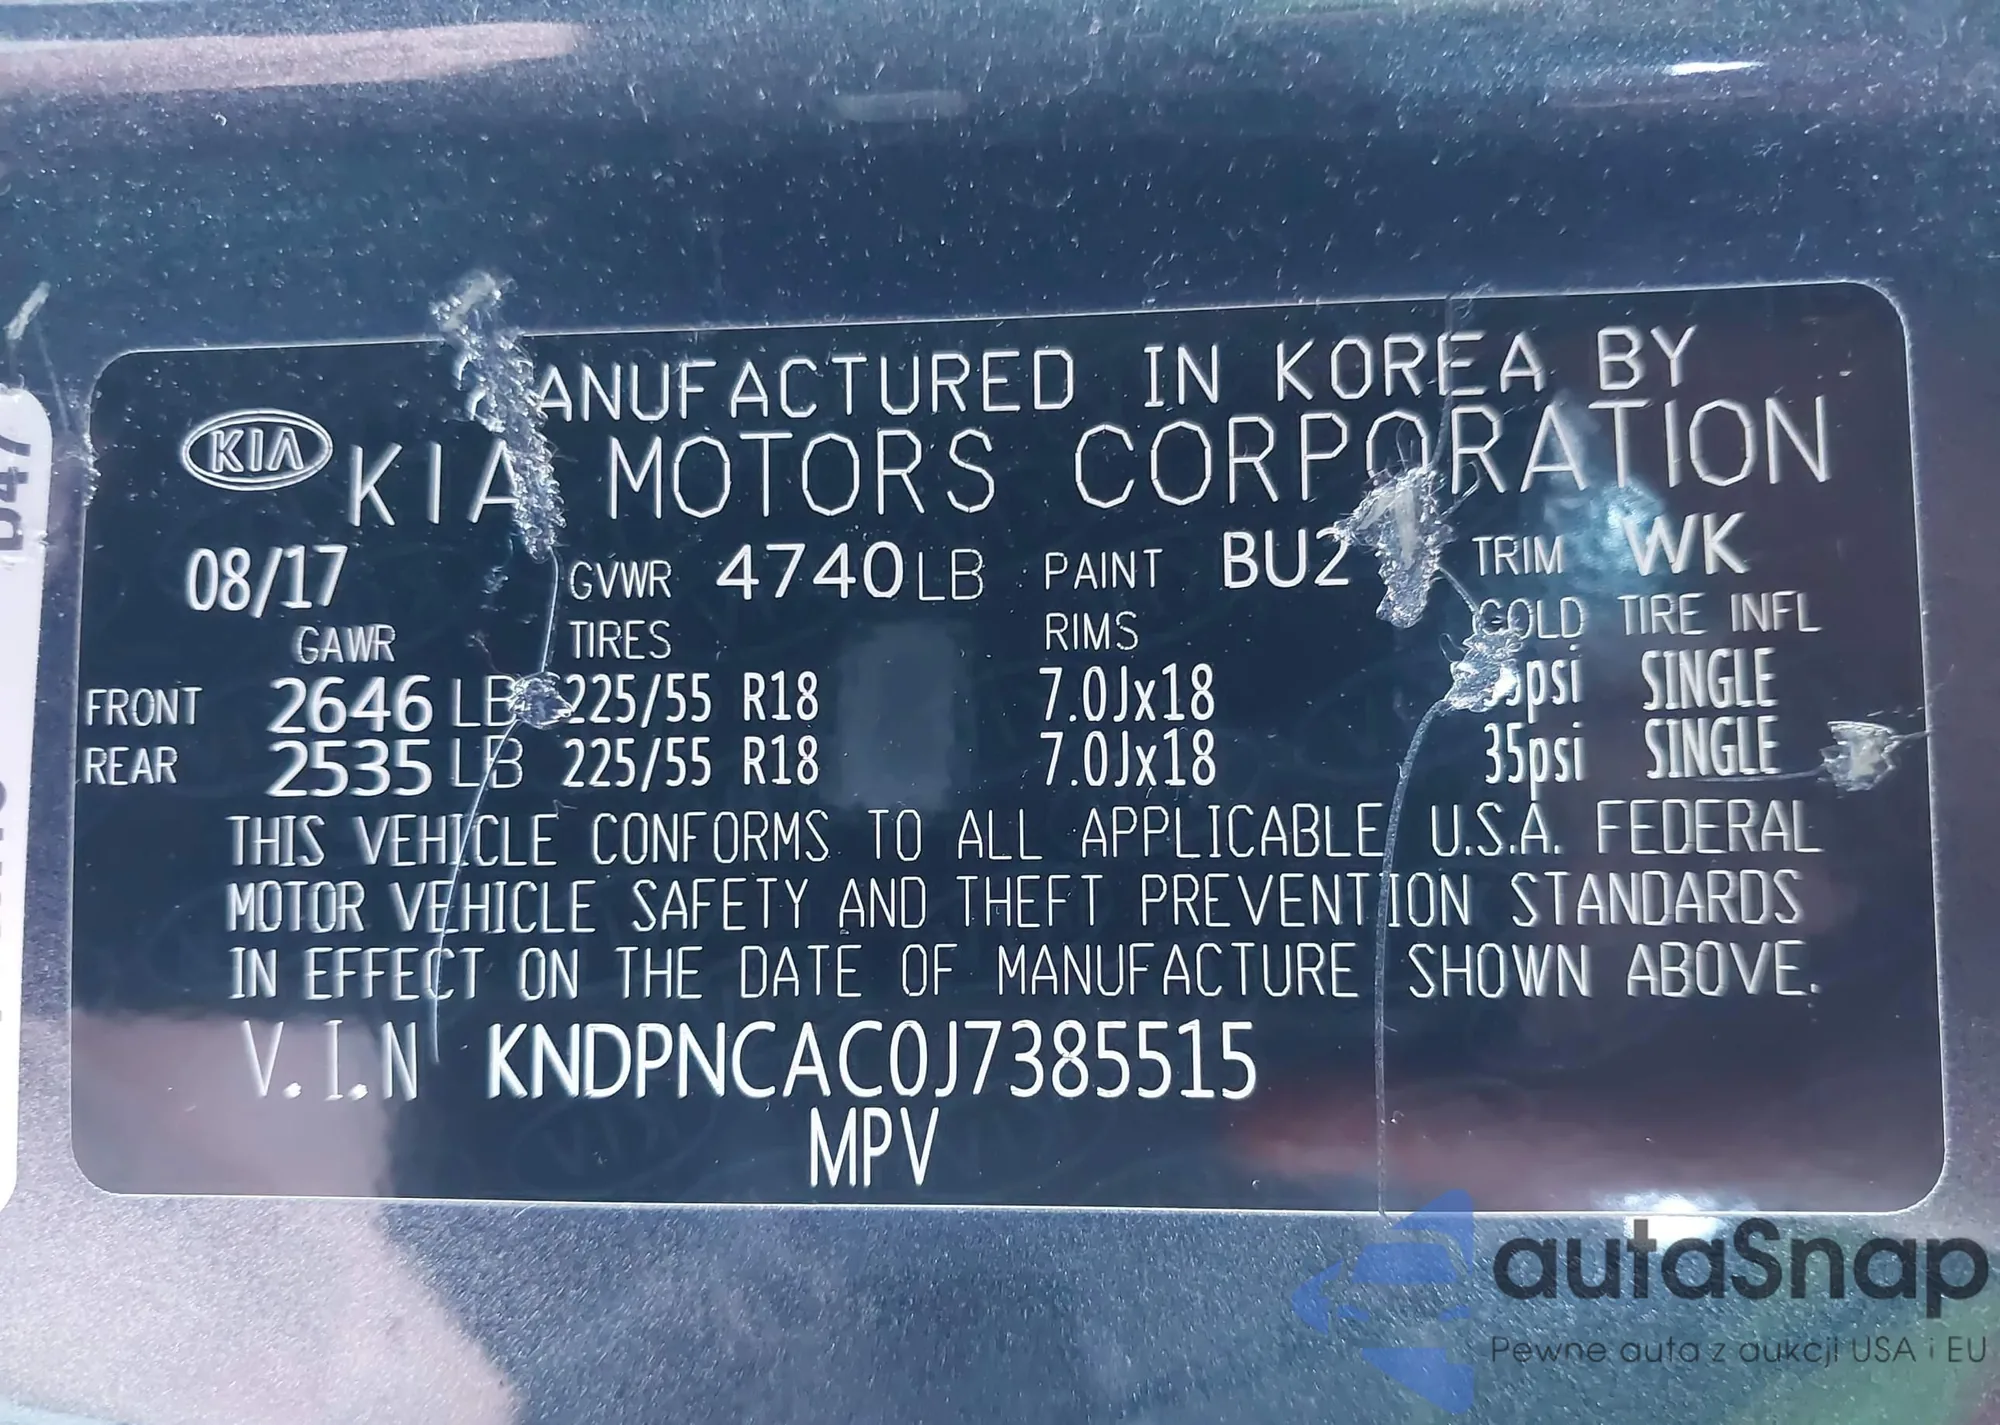 MANUFACTURED IN KOREA BY
KIA KIA MOTORS CORPORATION
08/17 GVWR 4740LB PAINT BU2 TRIM WK
GAWR TIRES RIMS COLD TIRE INFL
FRONT 2646 LB 225/55 R18 7.0Jx18 SINGLE
REAR 2535 LB 225/55 R18 7.0Jx18 35psi SINGLE
THIS VEHICLE CONFORMS TO ALL APPLICABLE U.S.A. FEDERAL
MOTOR VEHICLE SAFETY AND THEFT PREVENTION STANDARDS
IN EFFECT ON THE DATE OF MANUFACTURE SHOWN ABOVE.
V.I.N KNDPNCAC0J7385515
MPV
autaSnap
Pewne auta z aukcji USA i EU